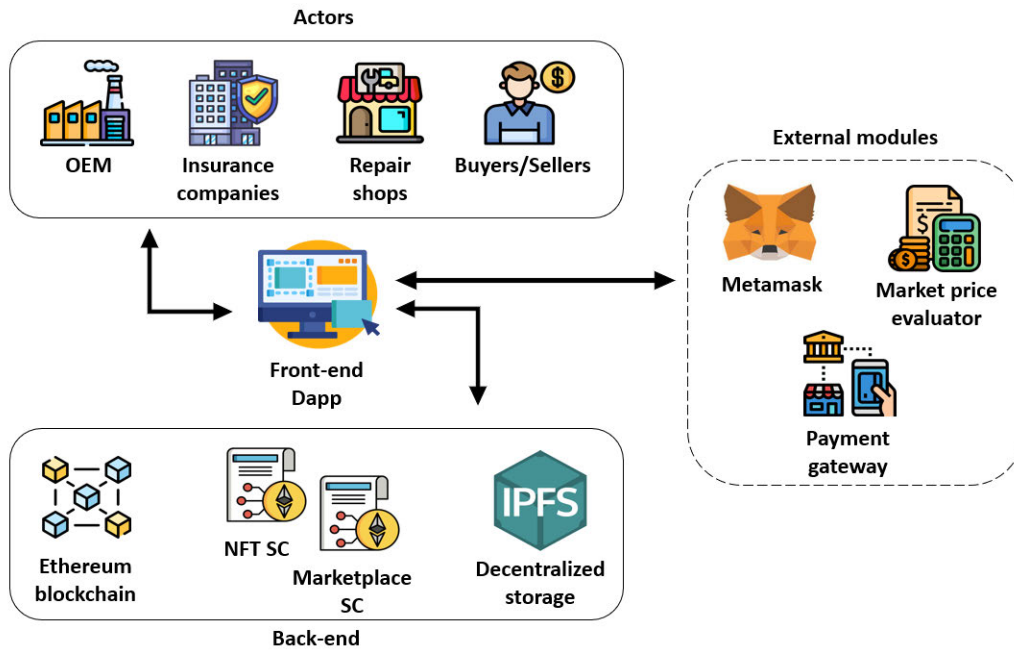 Actors
OEM
Insurance
companies
Repair
shops
Buyers/Sellers
External modules
$
$
$
Metamask
Market price
evaluator
Front-end
Dapp
Payment
gateway
IPFS
Ethereum
blockchain
NFT SC
Marketplace
SC
Decentralized
storage
Back-end